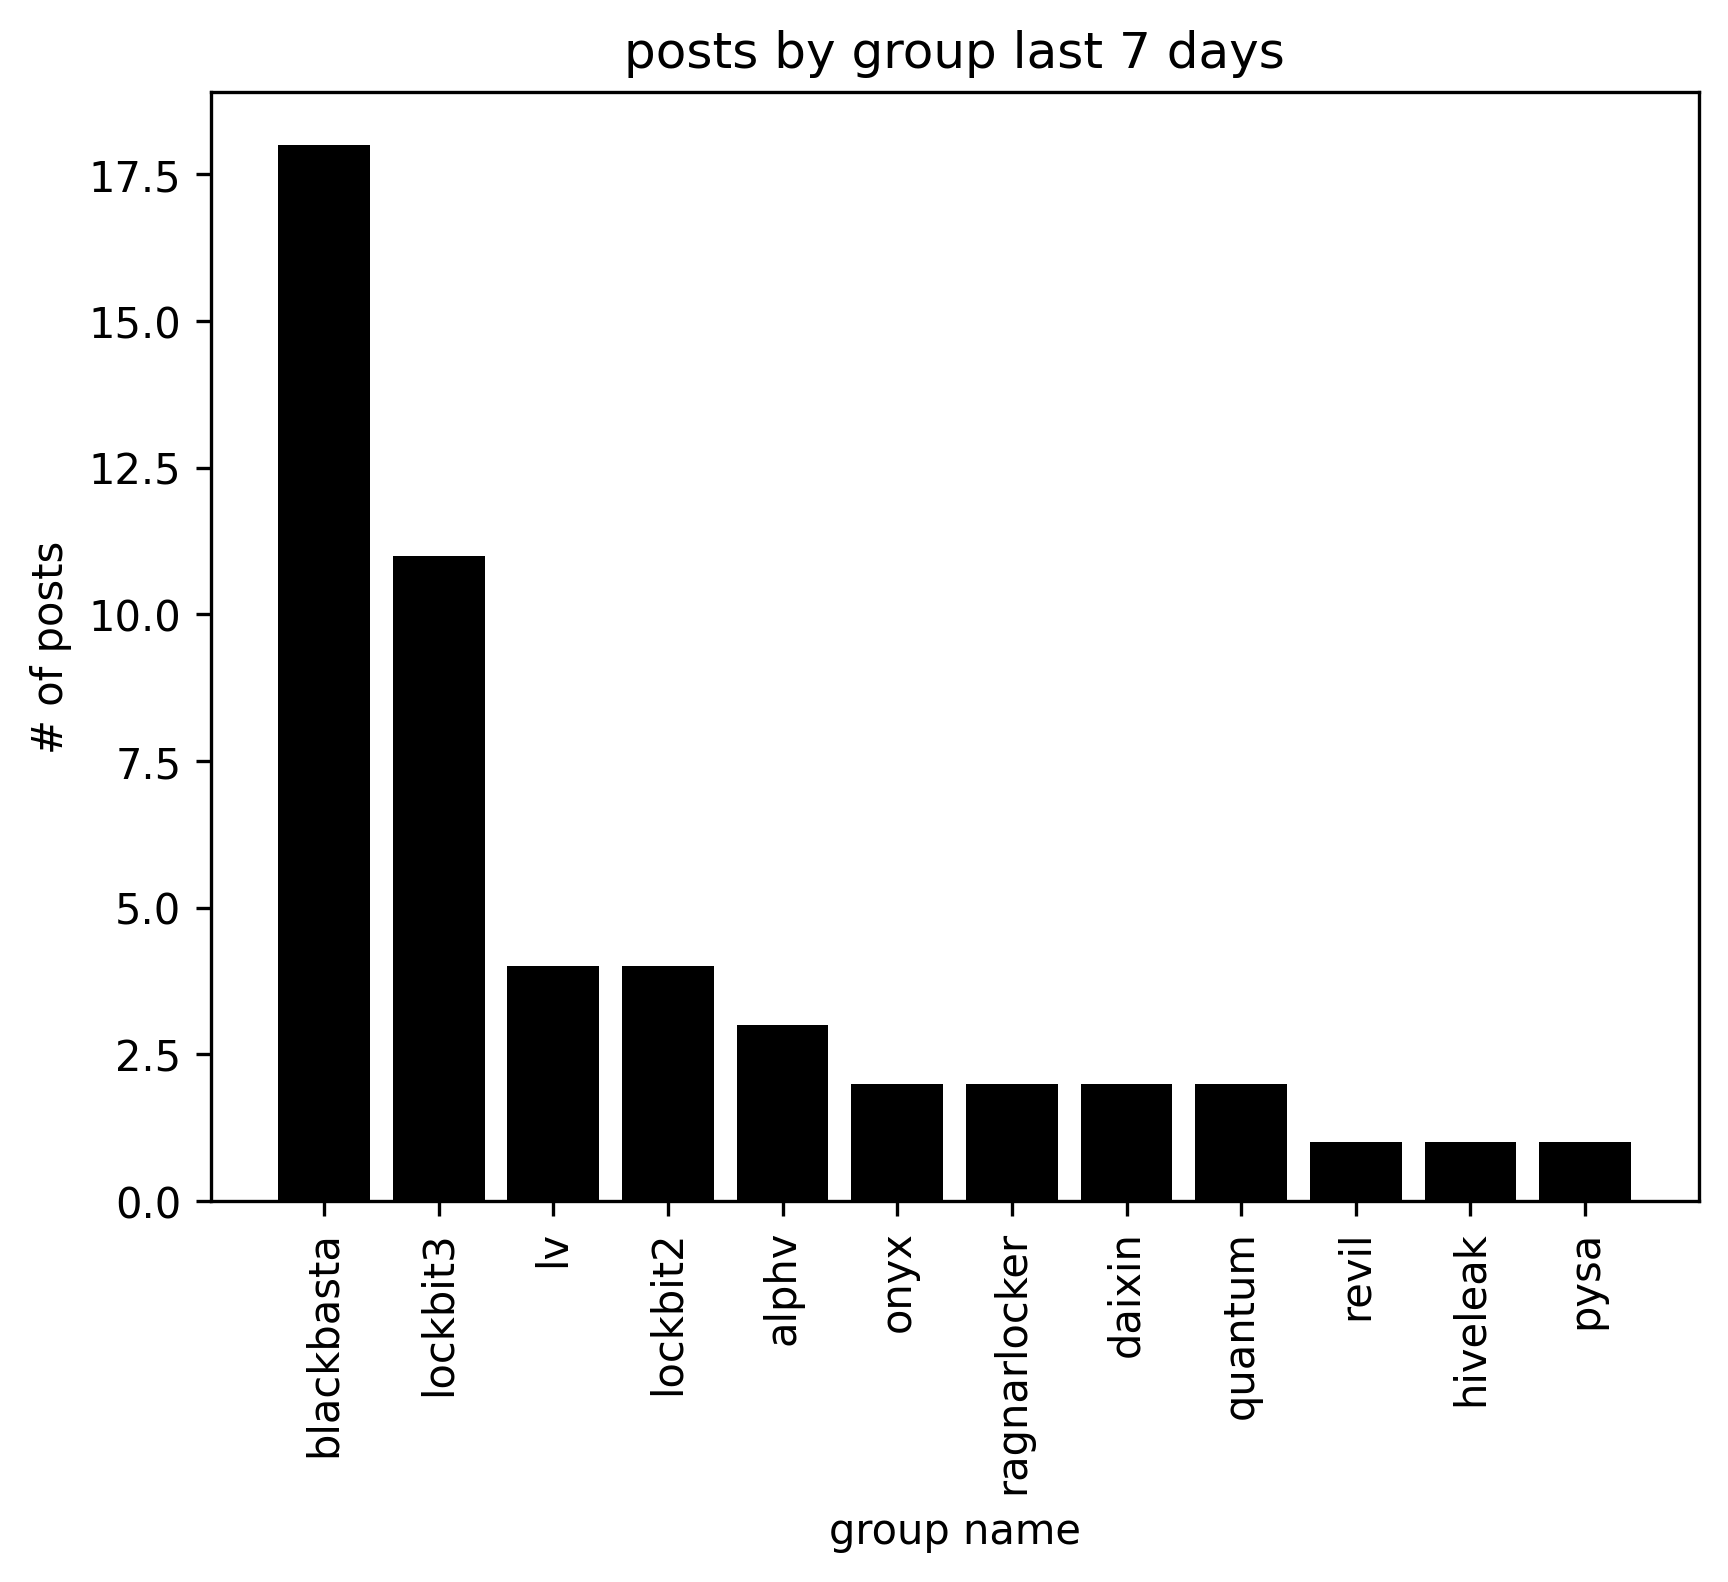 posts by group last 7 days
17.5
15.0
12.5
10.0
7.5
5.0
2.5
0.0
# of posts
blackbasta
lockbit3
lv
lockbit2
alphv
onyx
ragnarlocker
daixin
quantum
revil
hiveleak
pysa
group name